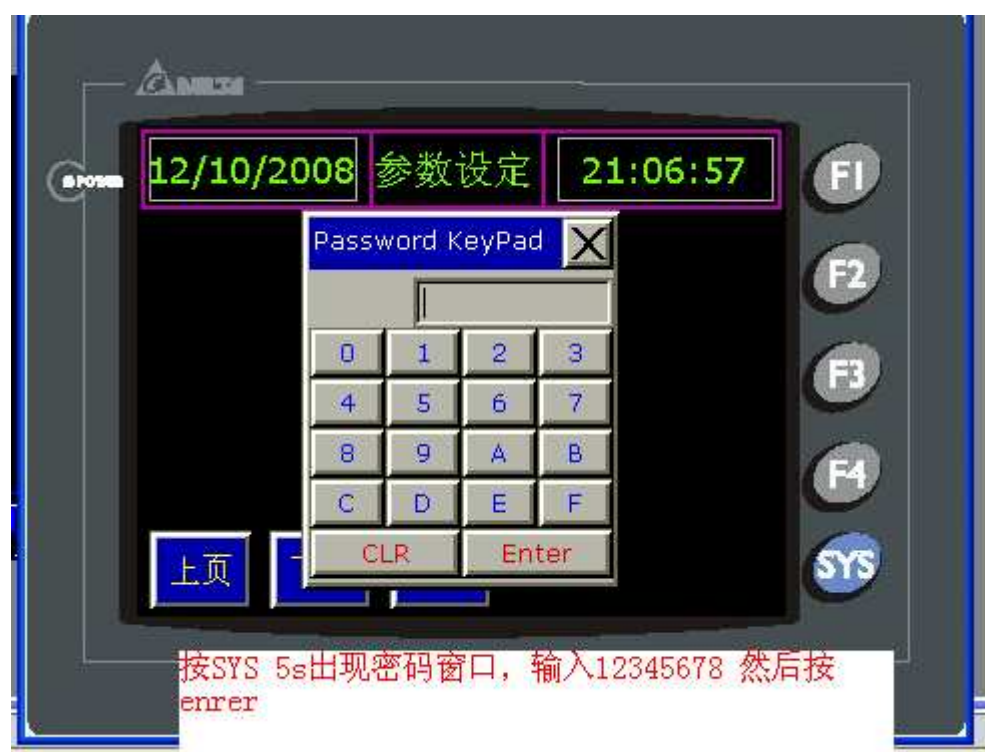 DELTA
POWER
12/10/2008 参数设定 21:06:57
F1
Password KeyPad X
F2
0 1 2 3
F3
4 5 6 7
8 9 A B
F4
C D E F
CLR Enter
上页
SYS
按SYS 5s出现密码窗口，输入12345678 然后按
enrer